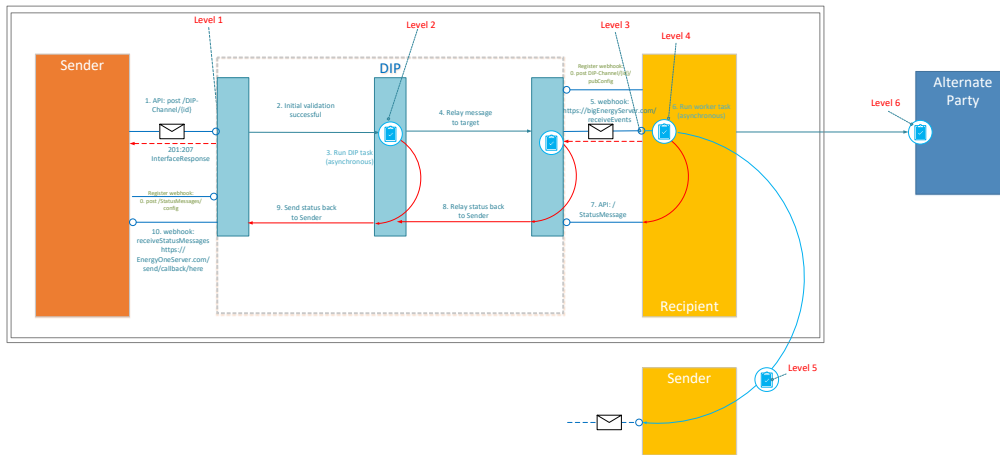 Level 1
Level 2
Level 3
Level 4
Sender
DIP
Register webhook:
0. post DIP-Channel/{id}/
pubConfig
Alternate
Party
1. API: post /DIP-
Channel/{id}
2. Initial validation
successful
4. Relay message
to target
5. webhook:
https://bigEnergyServer.com/
receiveEvents
6. Run worker task
(asynchronous)
Level 6
201:207
InterfaceResponse
3. Run DIP task
(asynchronous)
Register webhook:
0. post /StatusMessages/
config
9. Send status back
to Sender
8. Relay status back
to Sender
7. API: /
StatusMessage
10. webhook:
receiveStatusMessages
https://
EnergyOneServer.com/
send/callback/here
Recipient
Level 5
Sender